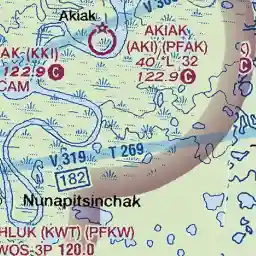 V 508
Akiak
AKIAK
(AKI) (PFAK)
40 L 32
122.9 C
AK (KKI)
122.9 C
CAM
C
V 319
T 269
182
Nunapitsinchak
HLUK (KWT) (PFKW)
WOS-3P 120.0